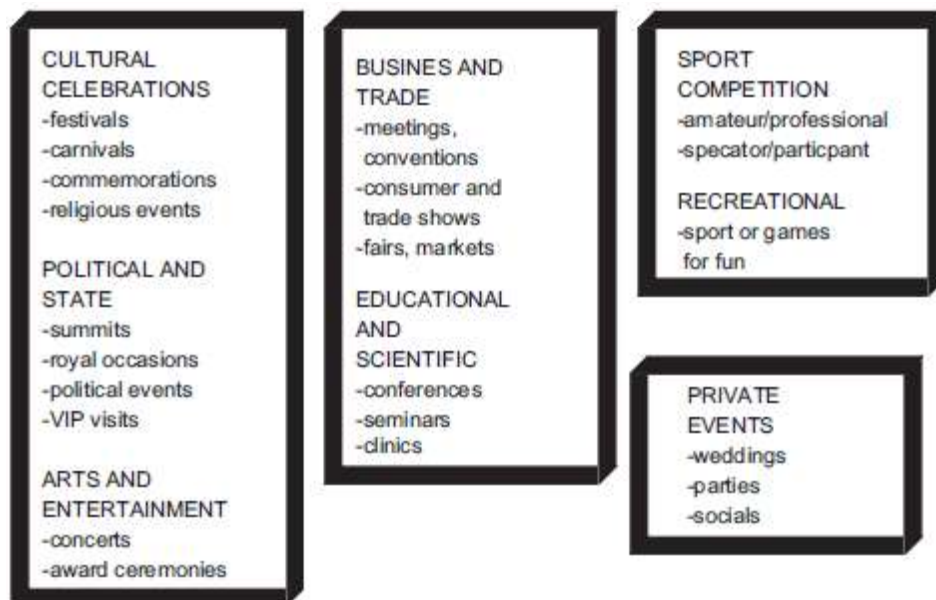 CULTURAL
CELEBRATIONS
-festivals
-carnivals
-commemorations
-religious events
POLITICAL AND
STATE
-summits
-royal occasions
-political events
-VIP visits
ARTS AND
ENTERTAINMENT
-concerts
-award ceremonies
BUSINES AND
TRADE
-meetings,
conventions
-consumer and
trade shows
-fairs, markets
EDUCATIONAL
AND
SCIENTIFIC
-conferences
-seminars
-clinics
SPORT
COMPETITION
-amateur/professional
-specator/particpant
RECREATIONAL
-sport or games
for fun
PRIVATE
EVENTS
-weddings
-parties
-socials